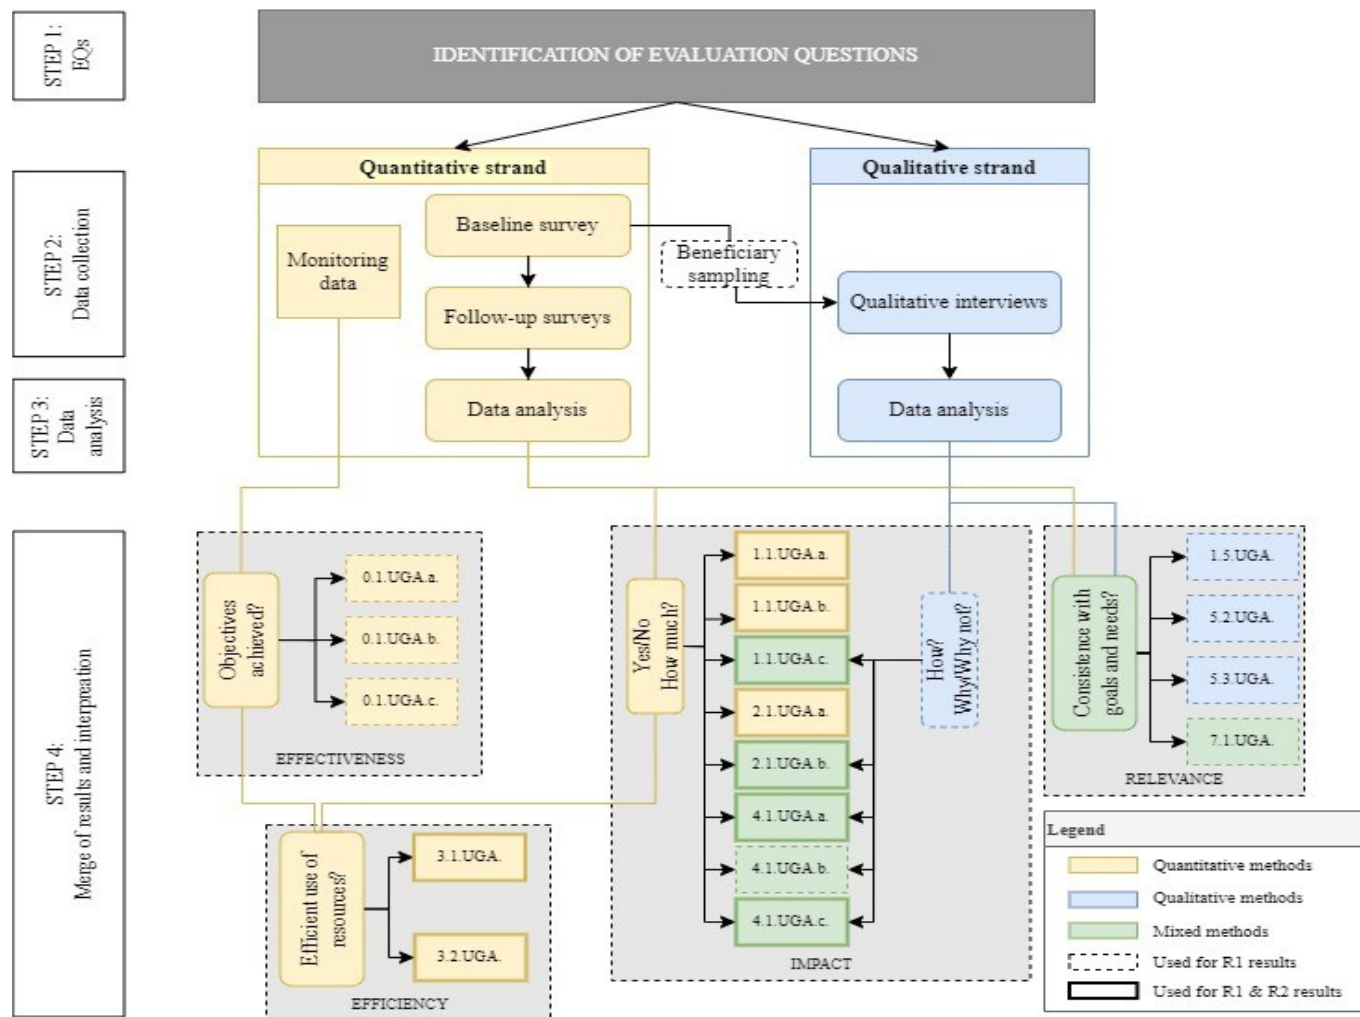 STEP 1:
EQs
IDENTIFICATION OF EVALUATION QUESTIONS
STEP 2:
Data collection
Quantitative strand
Monitoring
data
Baseline survey
Follow-up surveys
Beneficiary
sampling
Qualitative strand
Qualitative interviews
STEP 3:
Data
analysis
Data analysis
Data analysis
STEP 4:
Merge of results and interpreation
Objectives
achieved?
0.1.UGA.a.
0.1.UGA.b.
0.1.UGA.c.
EFFECTIVENESS
Efficient use of
resources?
3.1.UGA.
3.2.UGA.
EFFICIENCY
Yes/No
How much?
1.1.UGA.a.
1.1.UGA.b.
1.1.UGA.c.
2.1.UGA.a.
2.1.UGA.b.
4.1.UGA.a.
4.1.UGA.b.
4.1.UGA.c.
How?
Why/Why not?
IMPACT
Consistence with
goals and needs?
1.5.UGA.
5.2.UGA.
5.3.UGA.
7.1.UGA.
RELEVANCE
Legend
Quantitative methods
Qualitative methods
Mixed methods
Used for R1 results
Used for R1 & R2 results